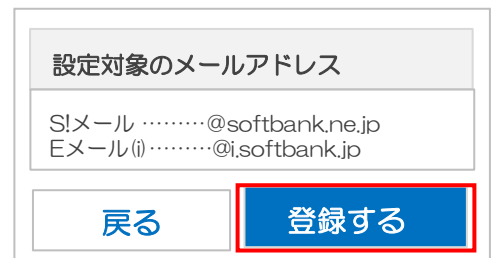 設定対象のメールアドレス
S!メール ………@softbank.ne.jp
Eメール(i)………@i.softbank.jp
戻る
登録する